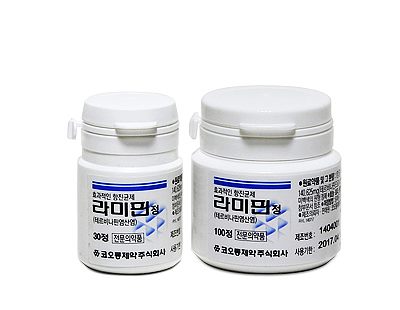 효과적인 항진균제
라미핀정
(테르비나핀염산염)
30정 전문의약품
코오롱제약주식회사
효과적인 항진균제
라미핀정
(테르비나핀염산염)
100정 전문의약품
코오롱제약주식회사
제조번호: 140400
사용기한: 2017.04